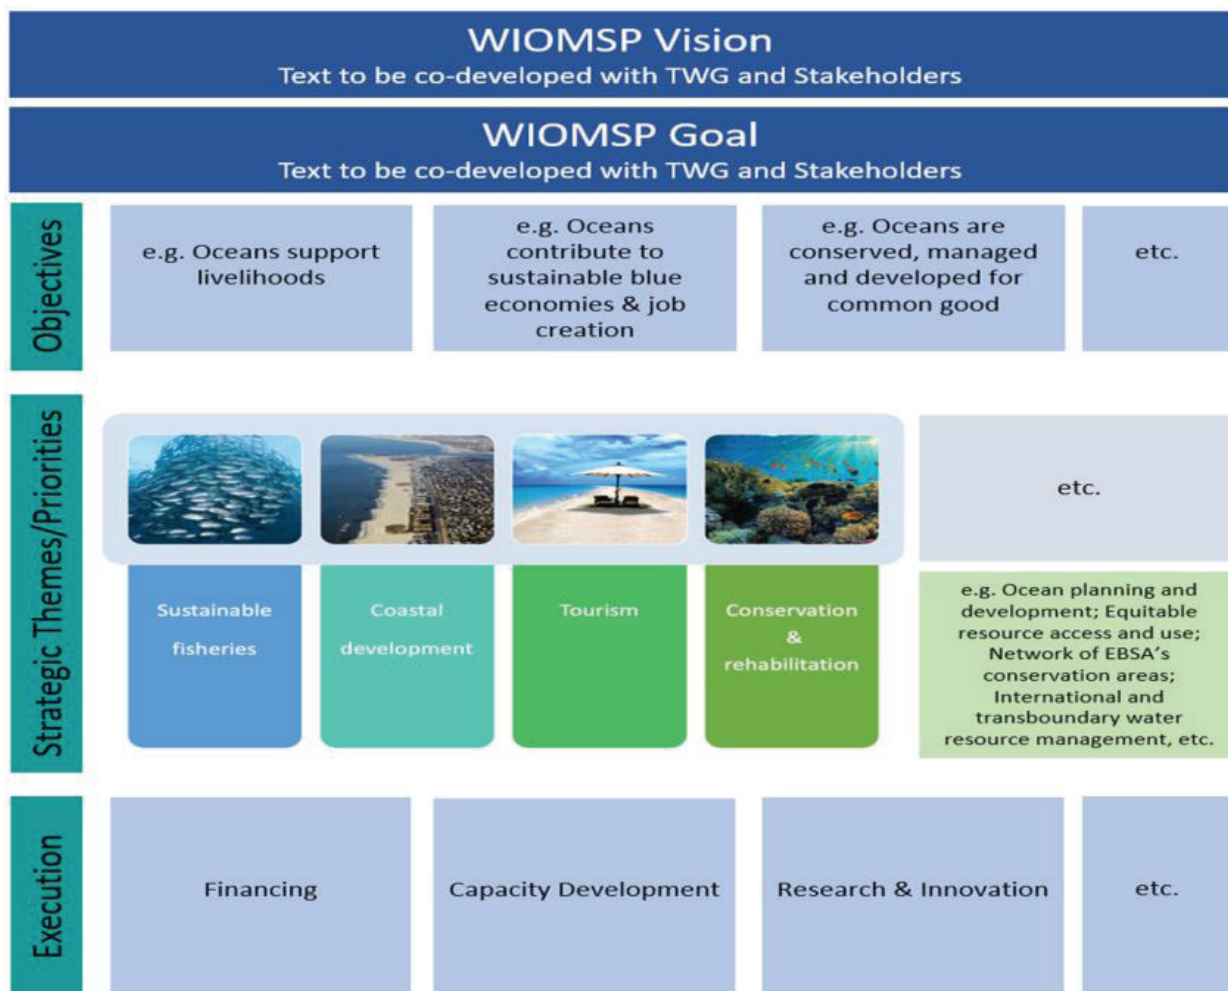 WIOMSP Vision
Text to be co-developed with TWG and Stakeholders
WIOMSP Goal
Text to be co-developed with TWG and Stakeholders
Objectives
e.g. Oceans support
livelihoods
e.g. Oceans
contribute to
sustainable blue
economies & job
creation
e.g. Oceans are
conserved, managed
and developed for
common good
etc.
Strategic Themes/Priorities
Sustainable
fisheries
Coastal
development
Tourism
Conservation
&
rehabilitation
etc.
e.g. Ocean planning and
development; Equitable
resource access and use;
Network of EBSA's
conservation areas;
International and
transboundary water
resource management, etc.
Execution
Financing
Capacity Development
Research & Innovation
etc.